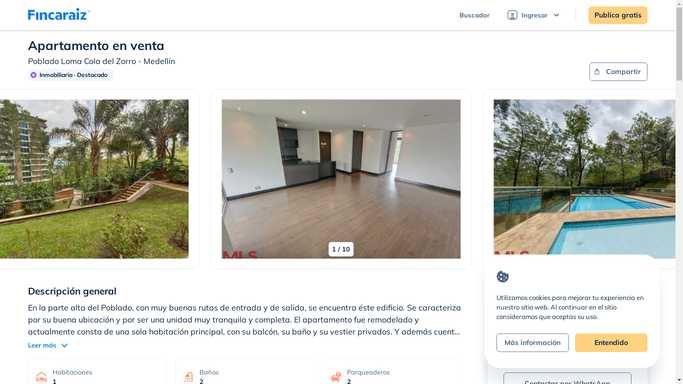 Fincaraiz
Buscador
Ingresar
Publica gratis
Apartamento en venta
Poblado Loma Cola del Zorro - Medellín
Inmobiliaria - Destacado
Compartir
1 / 10
MLS
MLS
Descripción general
En la parte alta del Poblado, con muy buenas rutas de entrada y de salida, se encuentra éste edificio. Se caracteriza
por su buena ubicación y por ser una unidad muy tranquila y completa. El apartamento fue remodelado y
actualmente consta de una sola habitación principal, con su balcón, su baño y su vestier privados. Y además cuent...
Leer más
Habitaciones
1
Baños
2
Parqueaderos
2
Utilizamos cookies para mejorar tu experiencia en
nuestro sitio web. Al continuar en el sitio
consideramos que aceptas su uso.
Más información
Entendido
Contactar por WhatsApp